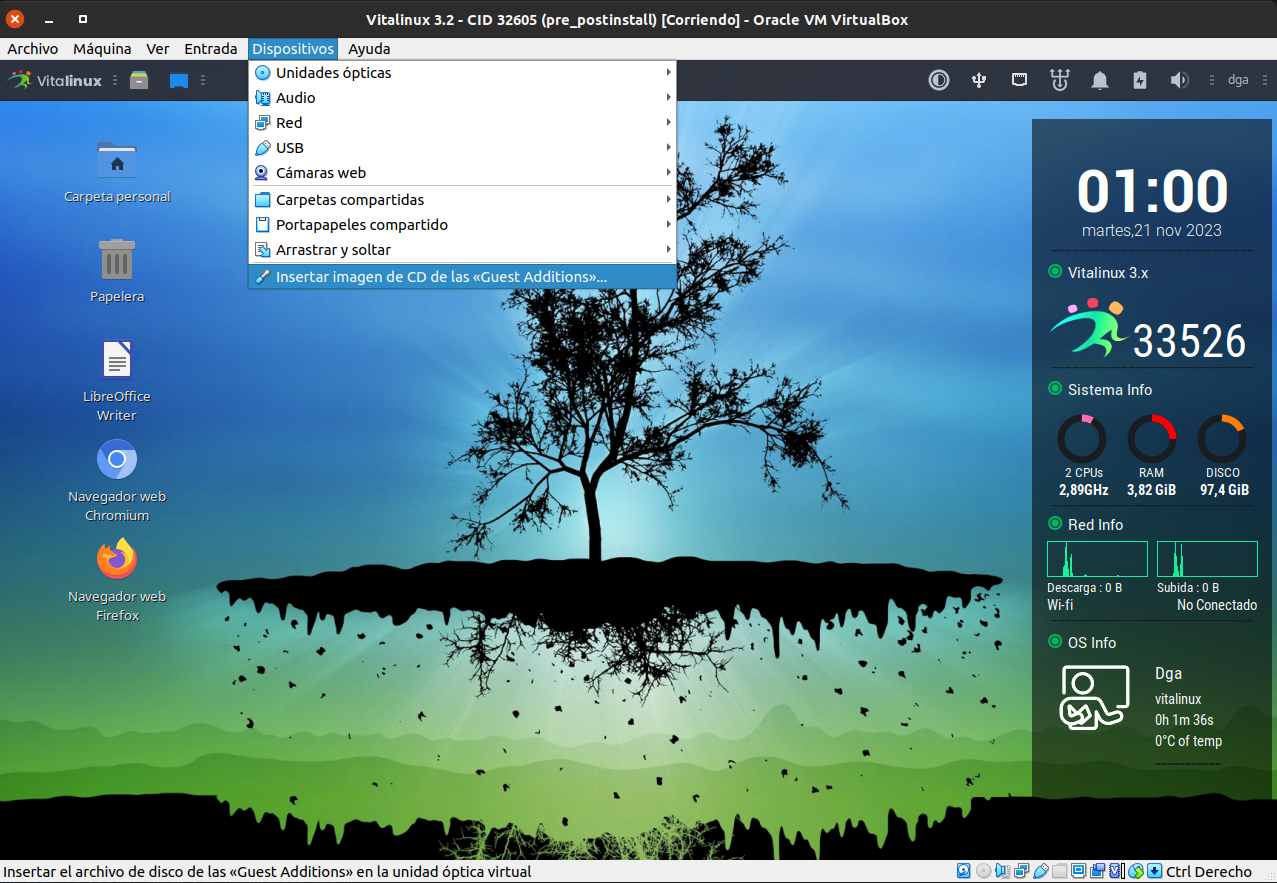 Vitalinux 3.2 - CID 32605 (pre_postinstall) [Corriendo] - Oracle VM VirtualBox
Archivo Máquina Ver Entrada Dispositivos Ayuda
Vitalinux
dga
Unidades ópticas
Audio
Red
USB
Cámaras web
Carpetas compartidas
Portapapeles compartido
Arrastrar y soltar
Insertar imagen de CD de las «Guest Additions»...
Carpeta personal
Papelera
LibreOffice
Writer
Navegador web
Chromium
Navegador web
Firefox
01:00
martes,21 nov 2023
Vitalinux 3.x
33526
Sistema Info
2 CPUs RAM DISCO
2,89GHz 3,82 GiB 97,4 GiB
Red Info
Descarga : 0 B Subida : 0 B
Wi-fi No Conectado
OS Info
Dga
vitalinux
0h 1m 36s
0°C of temp
Insertar el archivo de disco de las «Guest Additions» en la unidad óptica virtual
Ctrl Derecho